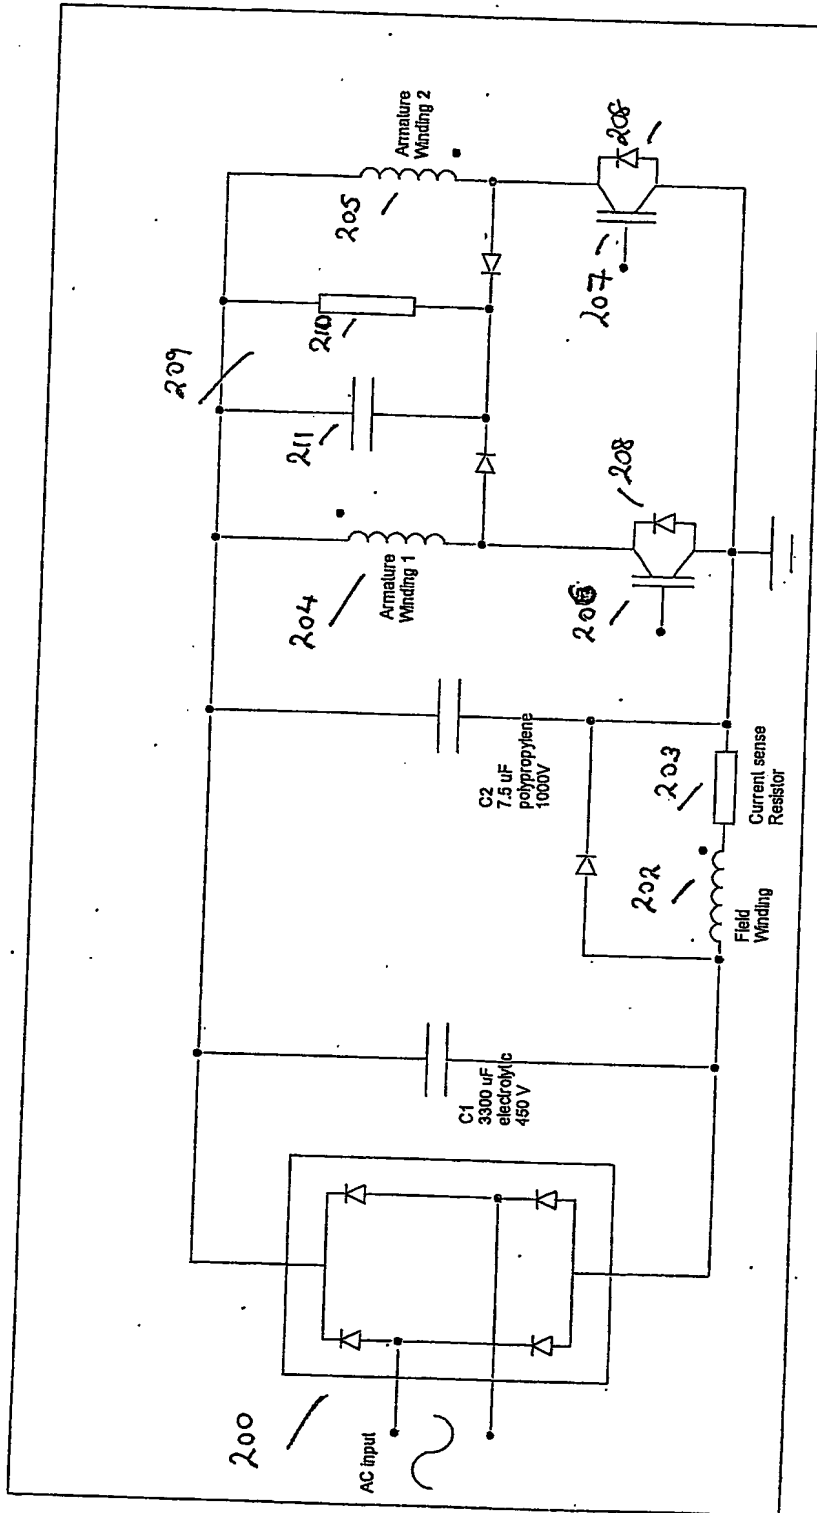 200
AC input
C1
3300 uF
electrolytic
450 V
202
Field
Winding
203
Current sense
Resistor
C2
7.5 uF
polypropylene
1000V
204
Armature
Winding 1
206
208
209
211
210
205
Armature
Winding 2
207
208